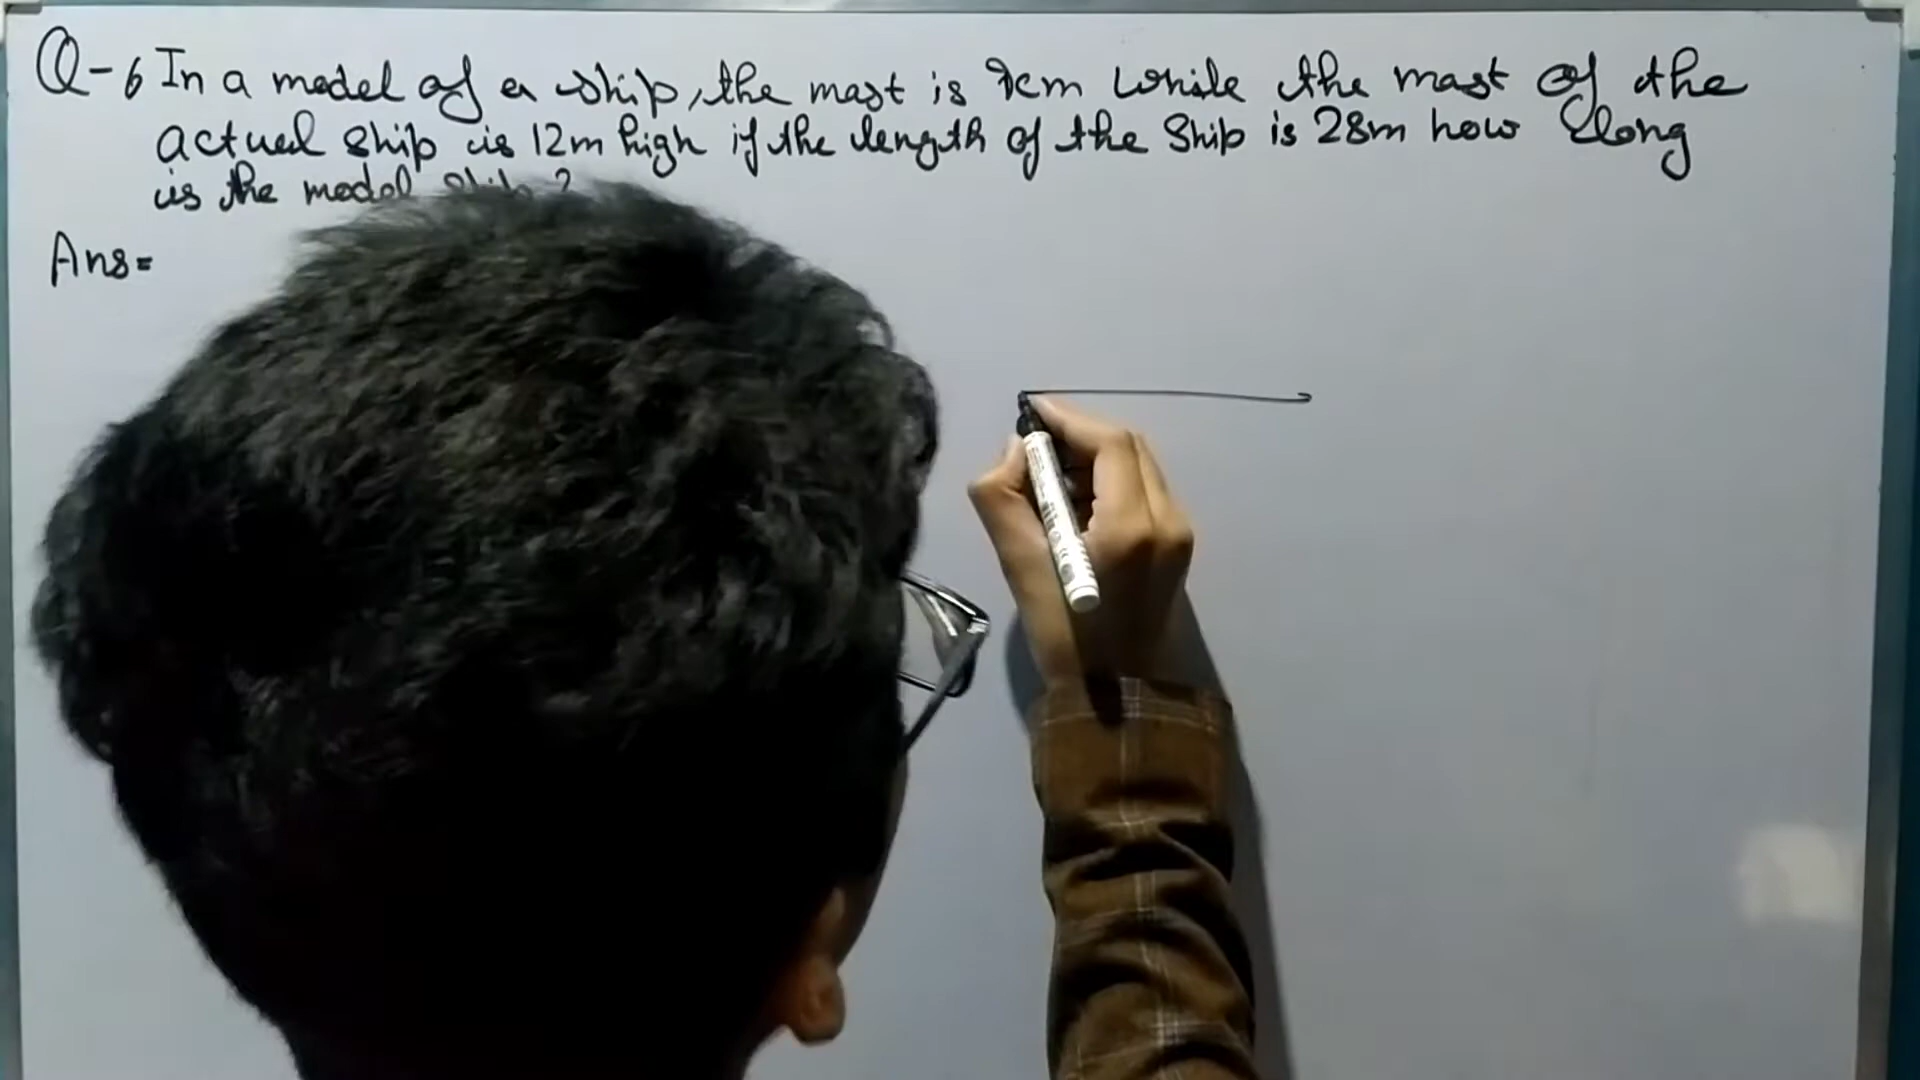 Q-6 In a model of a ship, the mast is 9cm while the mast of the
actual ship is 12m high if the length of the Ship is 28m how long
is the model Ship?
Ans=